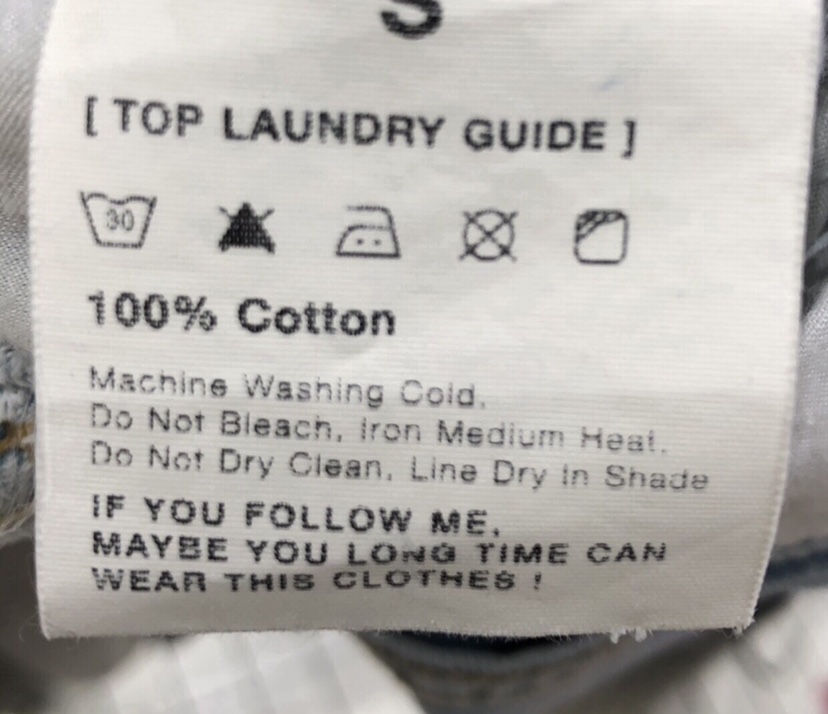 S
[ TOP LAUNDRY GUIDE ]
30
100% Cotton
Machine Washing Cold.
Do Not Bleach, Iron Medium Heat.
Do Not Dry Clean, Line Dry In Shade
IF YOU FOLLOW ME,
MAYBE YOU LONG TIME CAN
WEAR THIS CLOTHES !